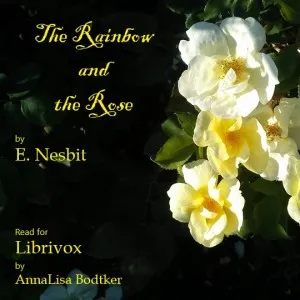 The Rainbow
and
the Rose
by
E. Nesbit
Read for
Librivox
by
AnnaLisa Bodtker